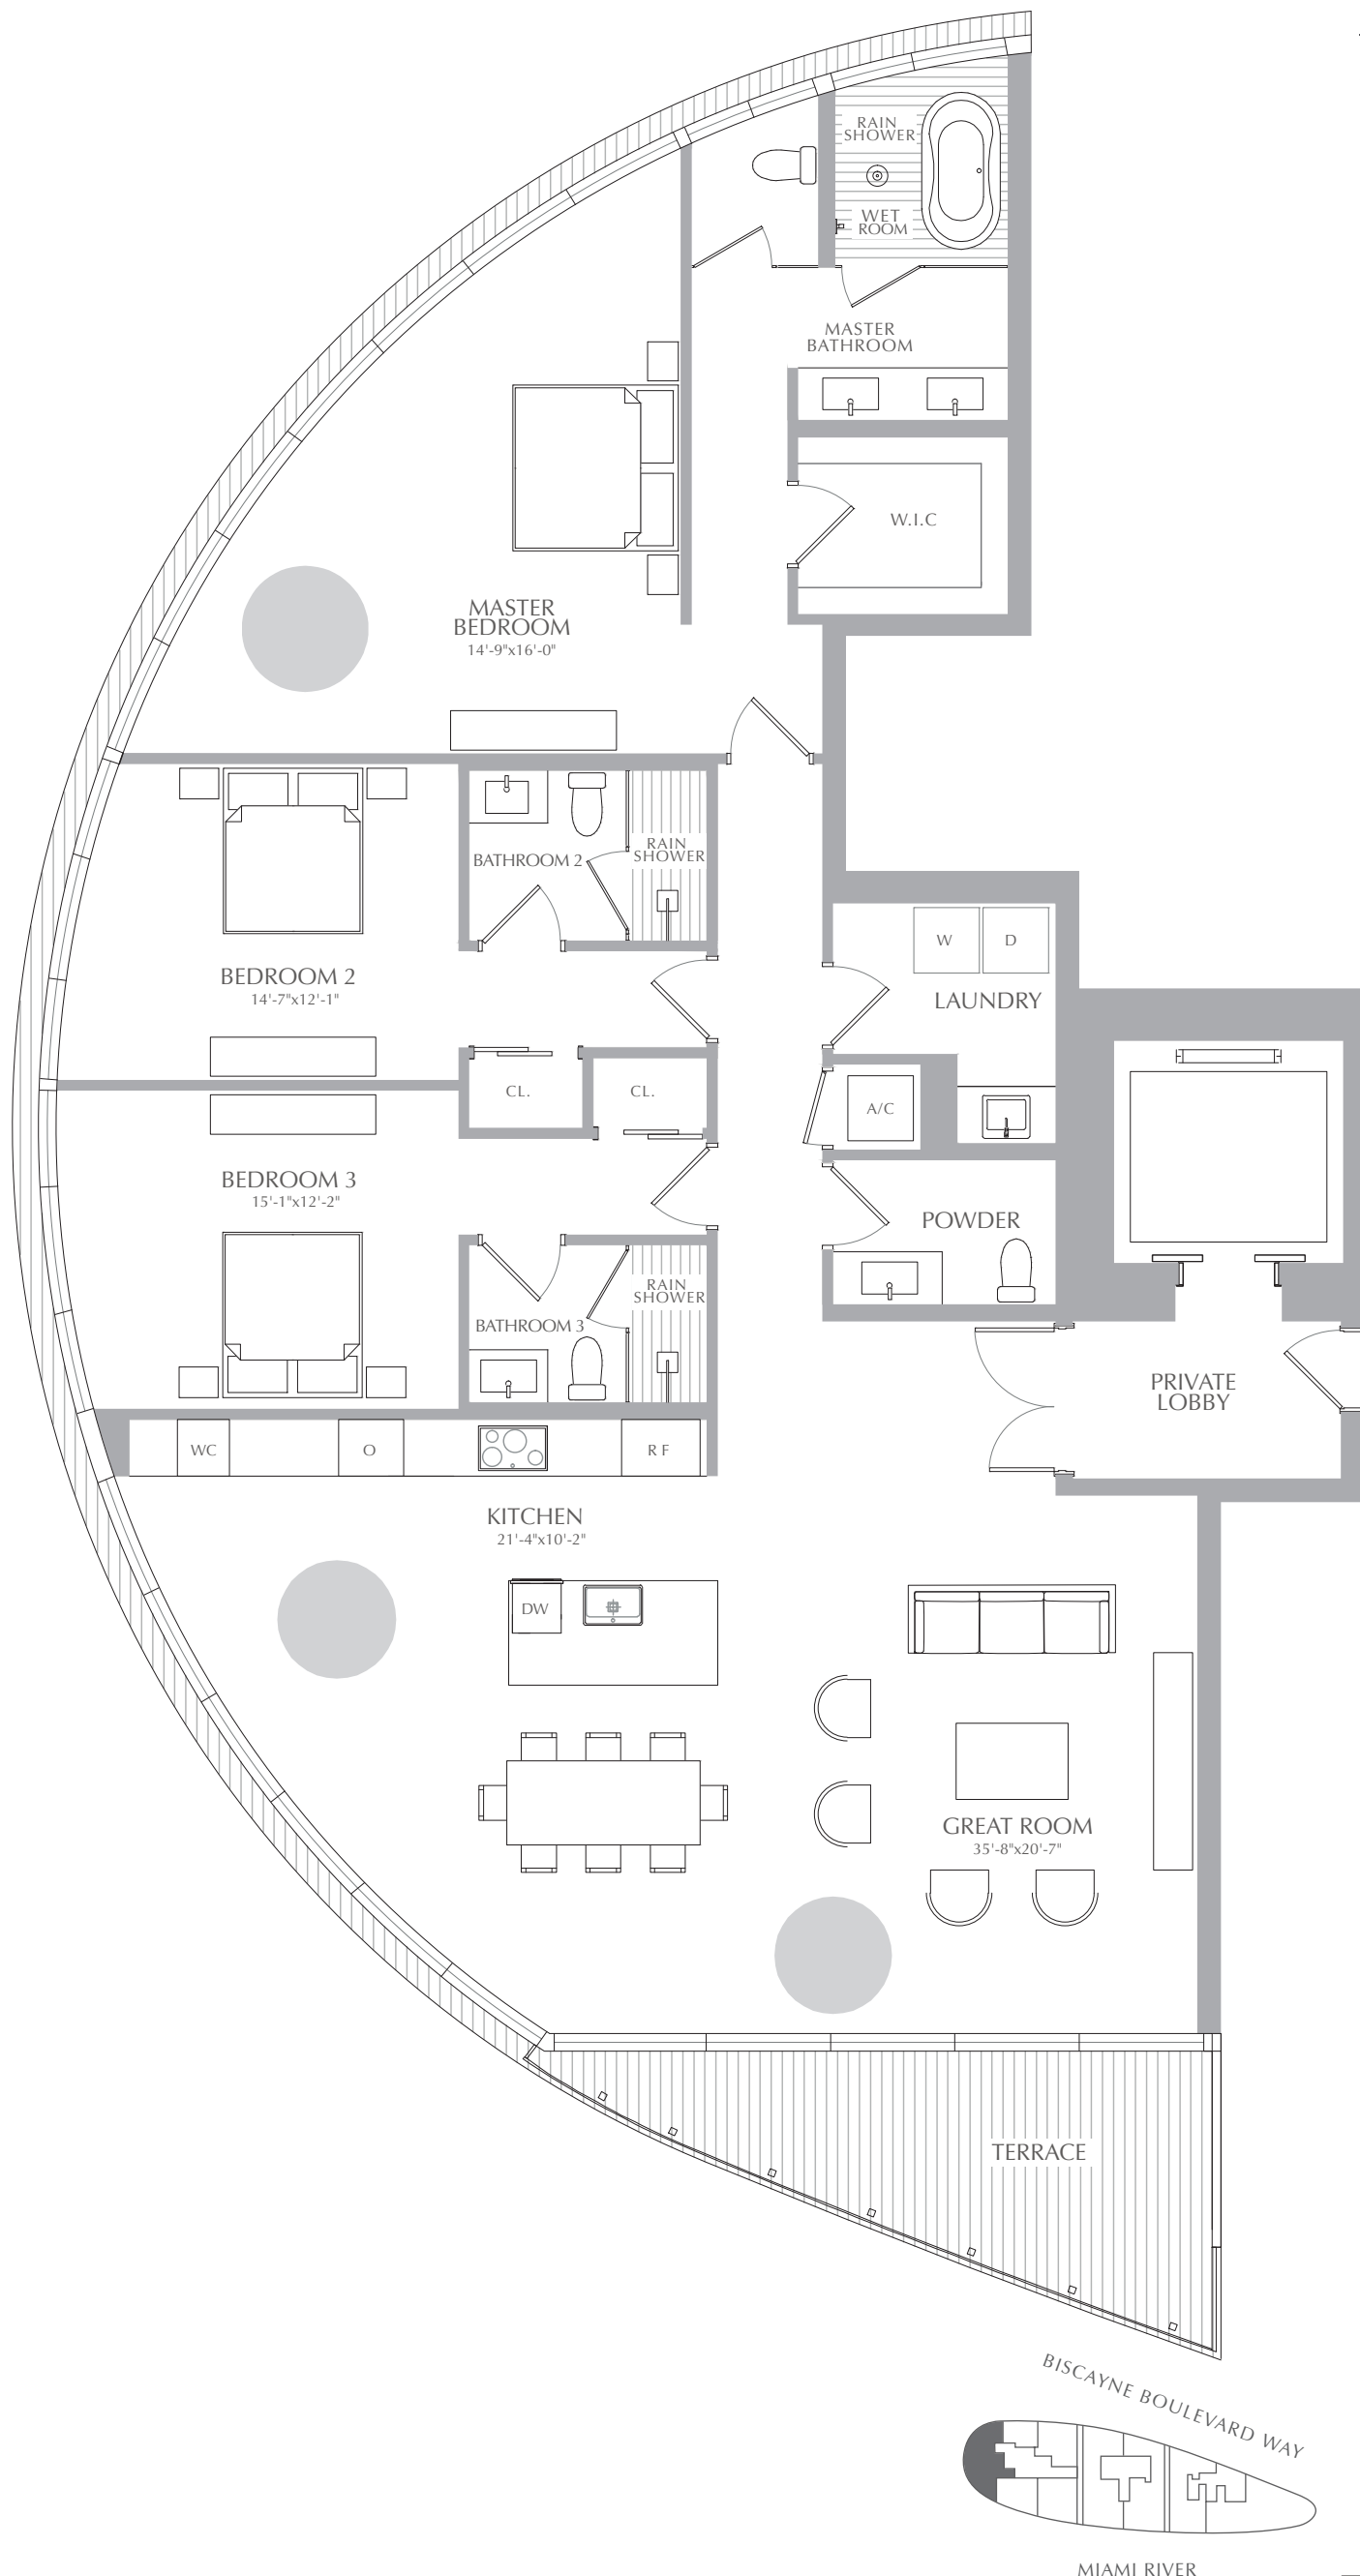 RAIN
SHOWER
WET
ROOM
MASTER
BATHROOM
W.I.C
MASTER
BEDROOM
14'-9"x16'-0"
BATHROOM 2
RAIN
SHOWER
BEDROOM 2
14'-7"x12'-1"
W
D
LAUNDRY
CL.
CL.
A/C
BEDROOM 3
15'-1"x12'-2"
POWDER
BATHROOM 3
RAIN
SHOWER
PRIVATE
LOBBY
WC
O
R F
KITCHEN
21'-4"x10'-2"
DW
GREAT ROOM
35'-8"x20'-7"
TERRACE
BISCAYNE BOULEVARD WAY
MIAMI RIVER